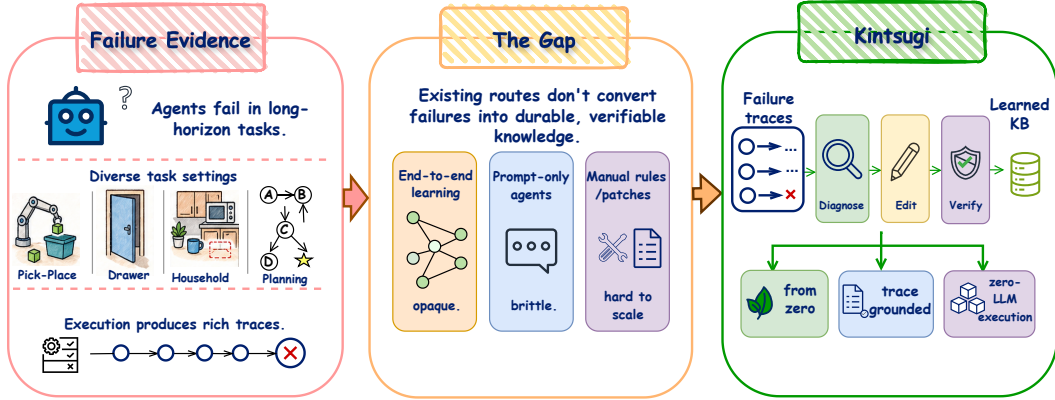 Failure Evidence
?
Agents fail in long-
horizon tasks.
Diverse task settings
Pick-Place
Drawer
Household
A
B
C
D
Planning
Execution produces rich traces.
The Gap
Existing routes don't convert
failures into durable, verifiable
knowledge.
End-to-end
learning
opaque.
Prompt-only
agents
brittle.
Manual rules
/patches
hard to
scale
Kintsugi
Failure
traces
...
...
Diagnose
Edit
Verify
Learned
KB
from
zero
trace
grounded
zero-
LLM
execution